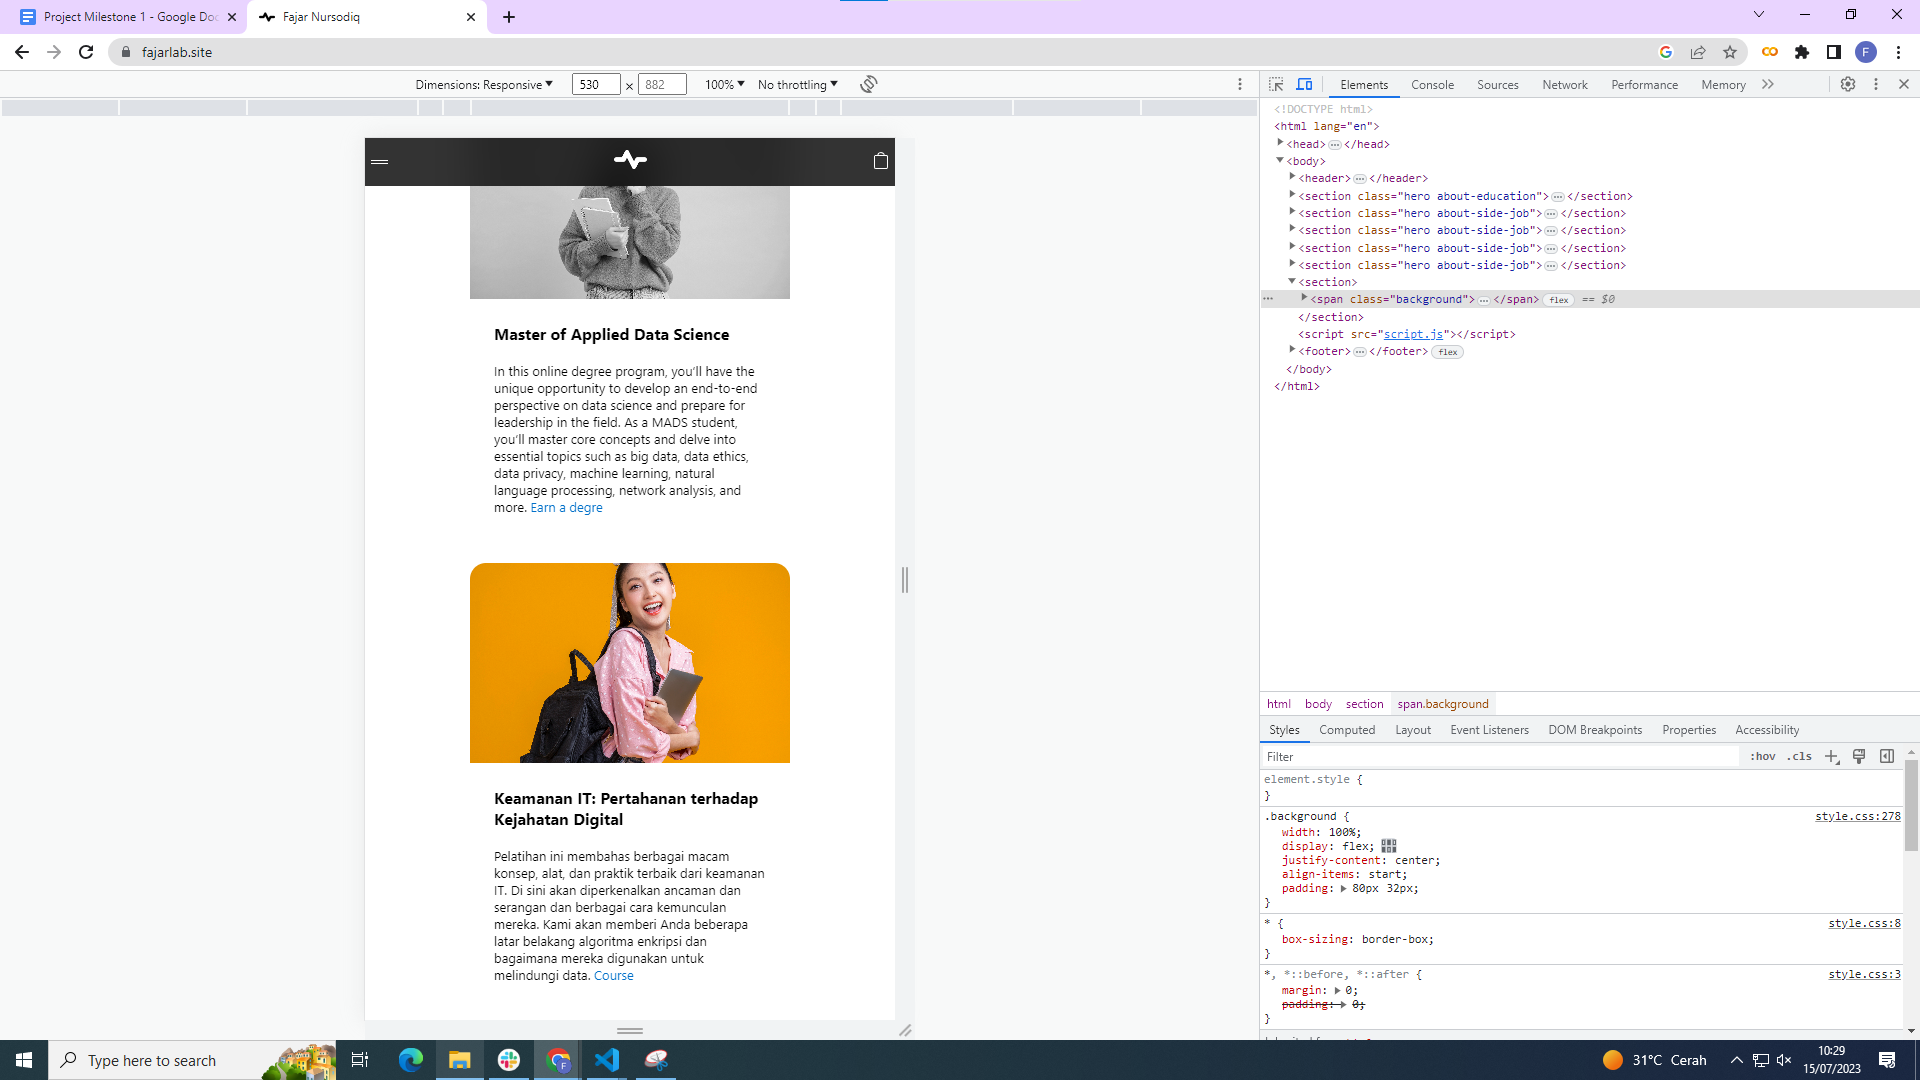 Project Milestone 1 - Google Doc
Fajar Nursodiq
fajarlab.site
F
Dimensions: Responsive
530 × 882
100%
No throttling
Elements
Console
Sources
Network
Performance
Memory
<!DOCTYPE html>
<html lang="en">
<head>…</head>
<body>
<header>…</header>
<section class="hero about-education">…</section>
<section class="hero about-side-job">…</section>
<section class="hero about-side-job">…</section>
<section class="hero about-side-job">…</section>
<section class="hero about-side-job">…</section>
<section>
<span class="background">…</span> flex == $0
</section>
<script src="script.js"></script>
<footer>…</footer> flex
</body>
</html>
Master of Applied Data Science
In this online degree program, you’ll have the
unique opportunity to develop an end-to-end
perspective on data science and prepare for
leadership in the field. As a MADS student,
you’ll master core concepts and delve into
essential topics such as big data, data ethics,
data privacy, machine learning, natural
language processing, network analysis, and
more. Earn a degre
Keamanan IT: Pertahanan terhadap
Kejahatan Digital
Pelatihan ini membahas berbagai macam
konsep, alat, dan praktik terbaik dari keamanan
IT. Di sini akan diperkenalkan ancaman dan
serangan dan berbagai cara kemunculan
mereka. Kami akan memberi Anda beberapa
latar belakang algoritma enkripsi dan
bagaimana mereka digunakan untuk
melindungi data. Course
html body section span.background
Styles
Computed
Layout
Event Listeners
DOM Breakpoints
Properties
Accessibility
Filter
:hov .cls
element.style {
}
.background { style.css:278
width: 100%;
display: flex;
justify-content: center;
align-items: start;
padding: 80px 32px;
}
* { style.css:8
box-sizing: border-box;
}
*, *::before, *::after { style.css:3
margin: 0;
padding: 0;
}
Type here to search
31°C Cerah
10:29
15/07/2023